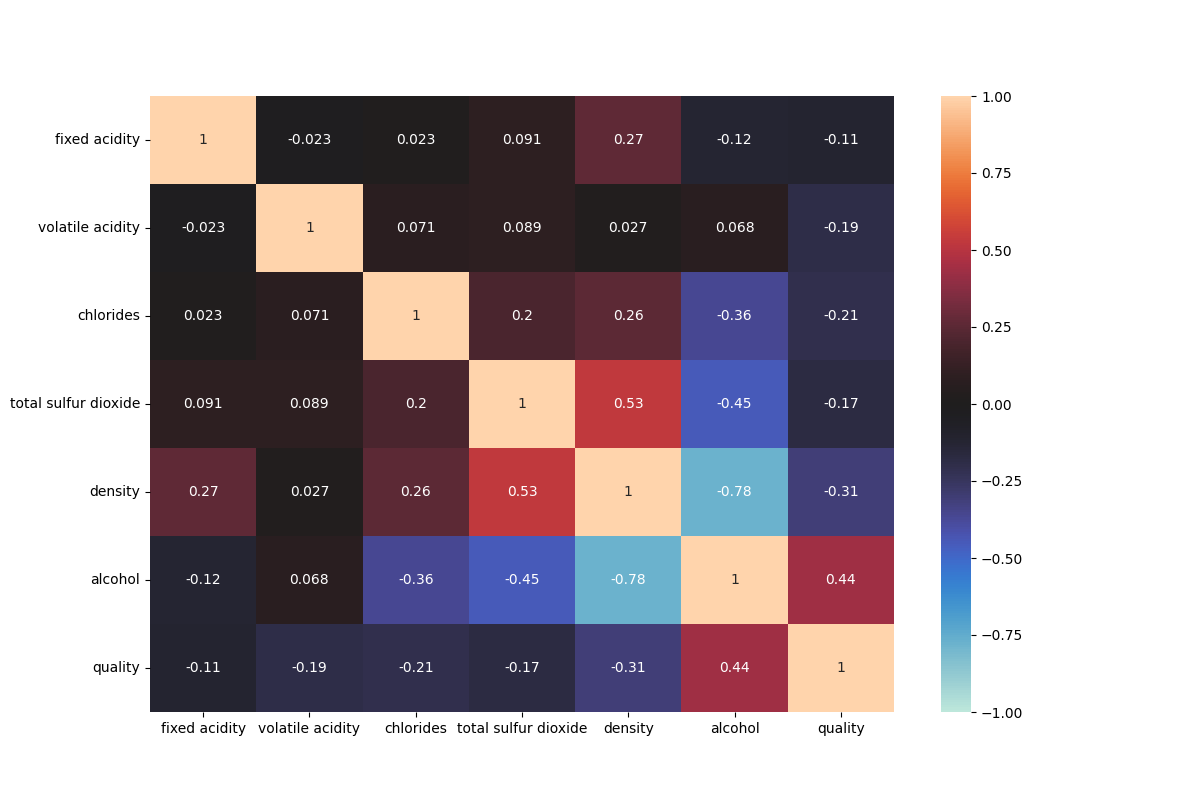 fixed acidity 1 -0.023 0.023 0.091 0.27 -0.12 -0.11
volatile acidity -0.023 1 0.071 0.089 0.027 0.068 -0.19
chlorides 0.023 0.071 1 0.2 0.26 -0.36 -0.21
total sulfur dioxide 0.091 0.089 0.2 1 0.53 -0.45 -0.17
density 0.27 0.027 0.26 0.53 1 -0.78 -0.31
alcohol -0.12 0.068 -0.36 -0.45 -0.78 1 0.44
quality -0.11 -0.19 -0.21 -0.17 -0.31 0.44 1
fixed acidity volatile acidity chlorides total sulfur dioxide density alcohol quality
1.00
0.75
0.50
0.25
0.00
−0.25
−0.50
−0.75
−1.00